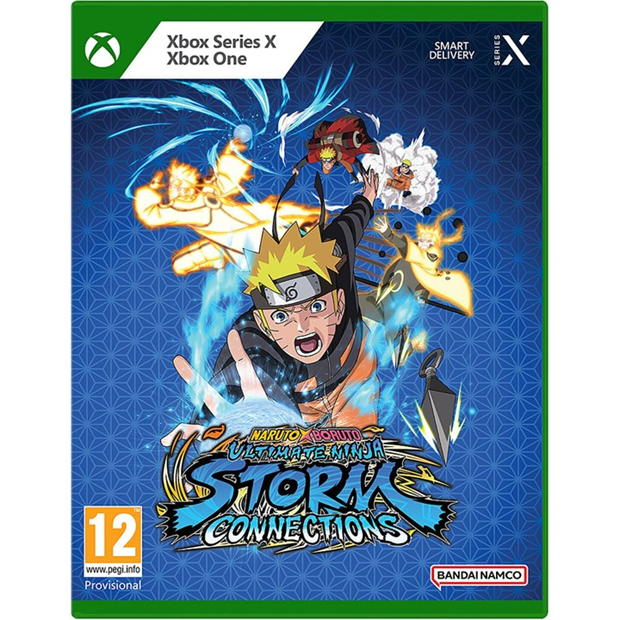 Xbox Series X
Xbox One
SMART
DELIVERY
SERIES X
NARUTO X BORUTO
ULTIMATE NINJA
STORM
CONNECTIONS
12
www.pegi.info
Provisional
BANDAI NAMCO